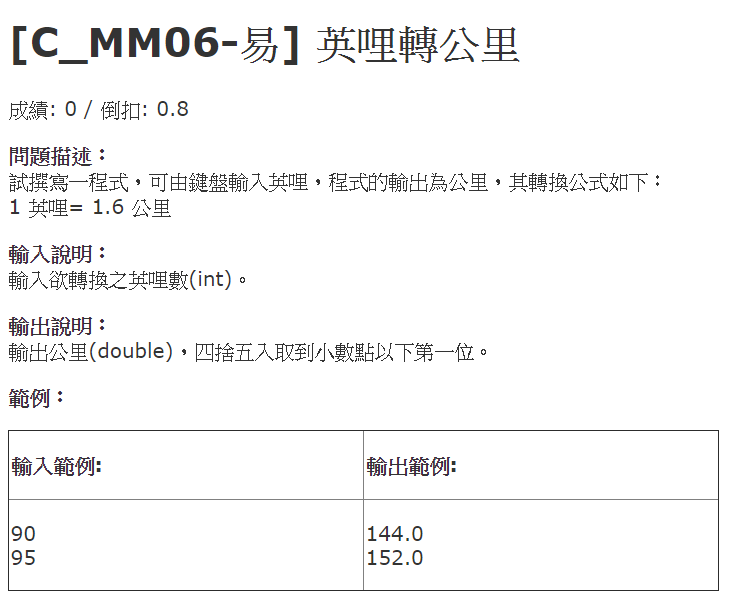 [C_MM06-易] 英哩轉公里
成績: 0 / 倒扣: 0.8
問題描述：
試撰寫一程式，可由鍵盤輸入英哩，程式的輸出為公里，其轉換公式如下：
1 英哩= 1.6 公里
輸入說明：
輸入欲轉換之英哩數(int)。
輸出說明：
輸出公里(double)，四捨五入取到小數點以下第一位。
範例：
輸入範例:
輸出範例:
90
95
144.0
152.0